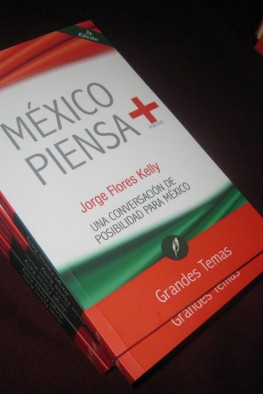 3a Edición
MÉXICO
PIENSA +
Jorge Flores Kelly
UNA CONVERSACIÓN DE
POSIBILIDAD PARA MÉXICO
Grandes Temas
Grandes Temas